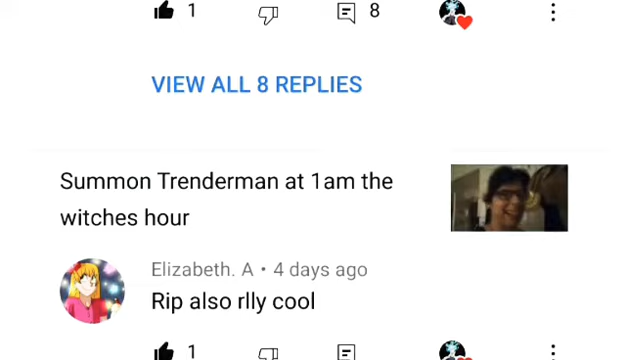 1 8
VIEW ALL 8 REPLIES
Summon Trenderman at 1am the
witches hour
Elizabeth. A • 4 days ago
Rip also rlly cool
1